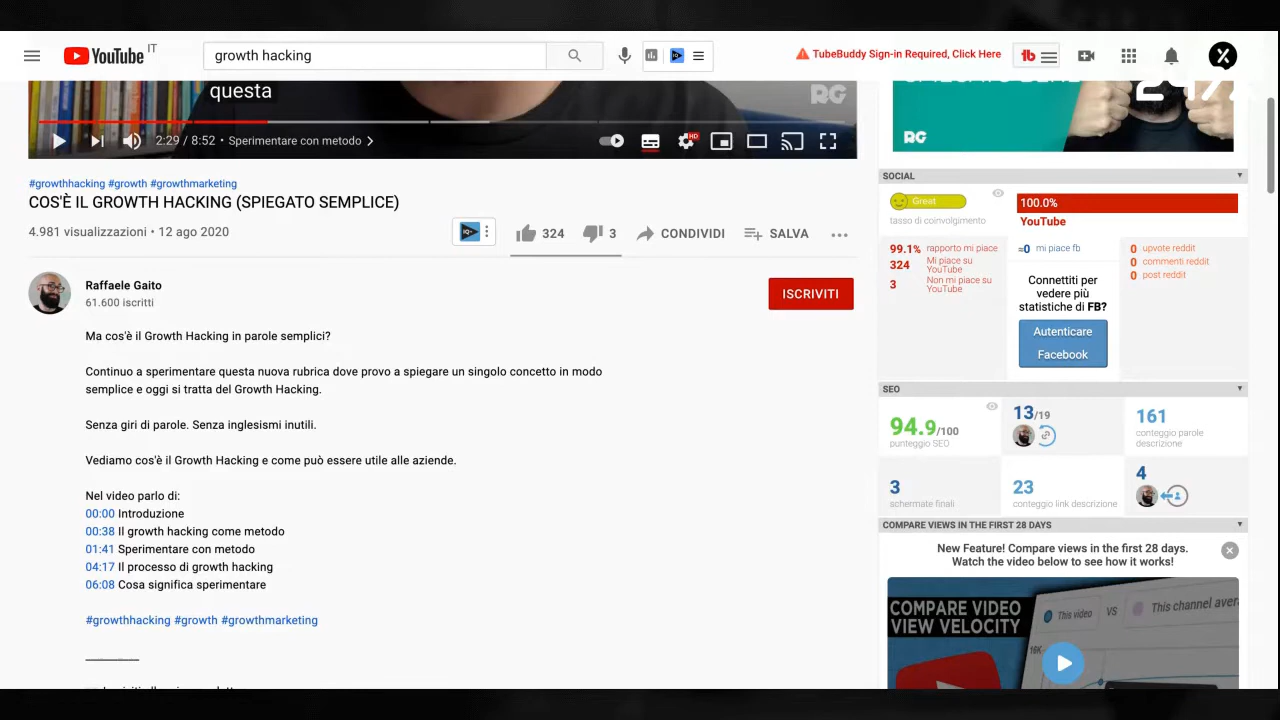 YouTube IT
growth hacking
TubeBuddy Sign-in Required, Click Here
tb
questa
RG
2:29 / 8:52 • Sperimentare con metodo
HD
#growthhacking #growth #growthmarketing
COS'È IL GROWTH HACKING (SPIEGATO SEMPLICE)
4.981 visualizzazioni • 12 ago 2020
324
3
CONDIVIDI
SALVA
Raffaele Gaito
61.600 iscritti
ISCRIVITI
Ma cos'è il Growth Hacking in parole semplici?
Continuo a sperimentare questa nuova rubrica dove provo a spiegare un singolo concetto in modo
semplice e oggi si tratta del Growth Hacking.
Senza giri di parole. Senza inglesismi inutili.
Vediamo cos'è il Growth Hacking e come può essere utile alle aziende.
Nel video parlo di:
00:00 Introduzione
00:38 Il growth hacking come metodo
01:41 Sperimentare con metodo
04:17 Il processo di growth hacking
06:08 Cosa significa sperimentare
#growthhacking #growth #growthmarketing
RG
SOCIAL
Great
tasso di coinvolgimento
100.0%
YouTube
99.1% rapporto mi piace
324 Mi piace su
YouTube
3 Non mi piace su
YouTube
≈0 mi piace fb
Connettiti per
vedere più
statistiche di FB?
Autenticare
Facebook
0 upvote reddit
0 commenti reddit
0 post reddit
SEO
94.9/100
punteggio SEO
13/19
161
conteggio parole
descrizione
3
schermate finali
23
conteggio link descrizione
4
COMPARE VIEWS IN THE FIRST 28 DAYS
New Feature! Compare views in the first 28 days.
Watch the video below to see how it works!
COMPARE VIDEO
VIEW VELOCITY
This video
VS
This channel avera
16K